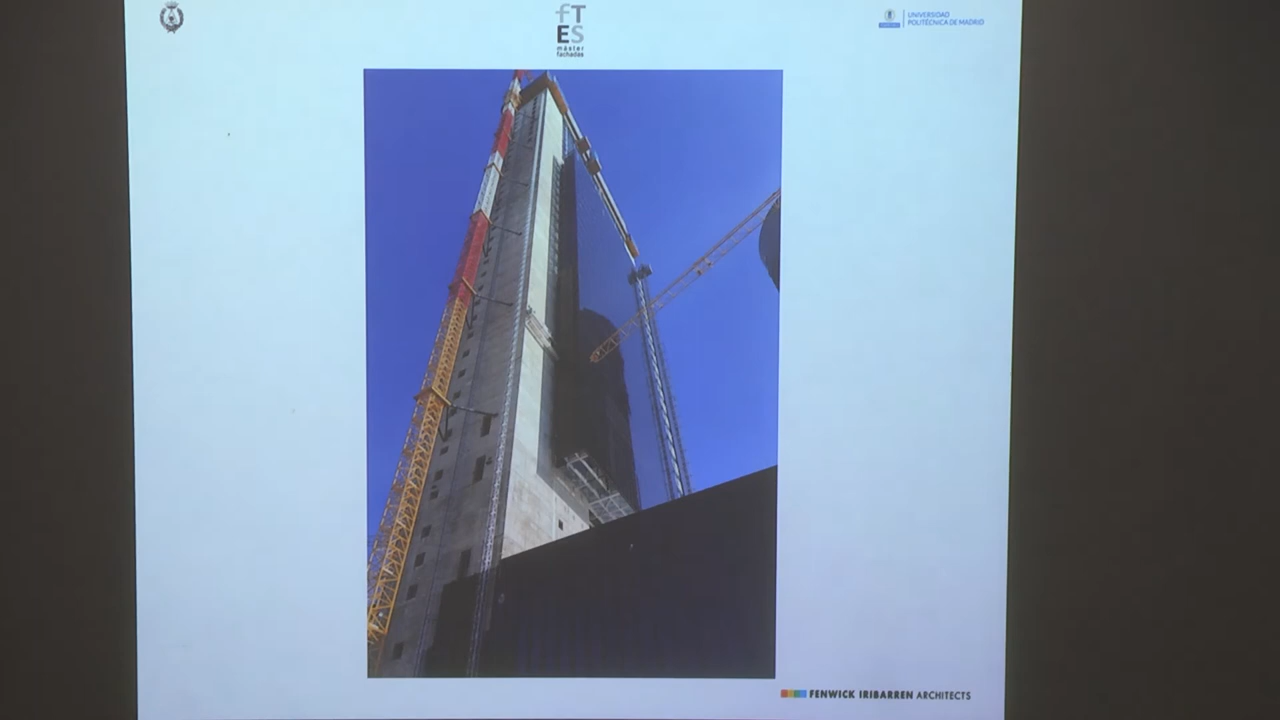 fT
ES
máster
fachadas
UNIVERSIDAD
POLITÉCNICA DE MADRID
FENWICK IRIBARREN ARCHITECTS